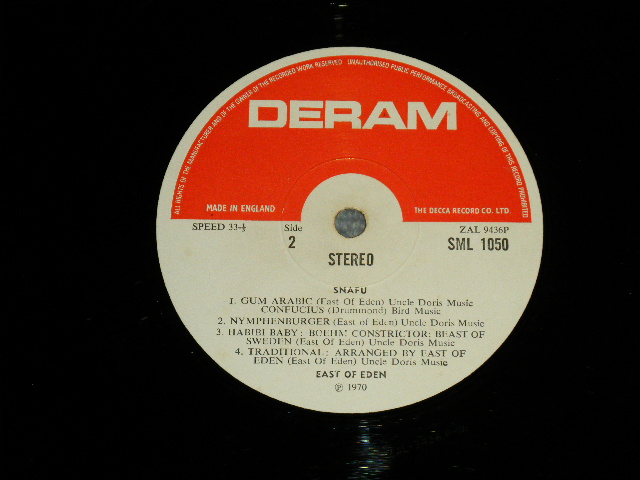 ALL RIGHTS OF THE MANUFACTURER AND OF THE OWNER OF THE RECORDED WORK RESERVED UNAUTHORISED PUBLIC PERFORMANCE BROADCASTING AND COPYING OF THIS RECORD PROHIBITED
DERAM
MADE IN ENGLAND
THE DECCA RECORD CO. LTD.
SPEED 33⅓
Side
2
ZAL 9436P
SML 1050
STEREO
SNAFU
1. GUM ARABIC (East Of Eden) Uncle Doris Music
CONFUCIUS (Drummond) Bird Music
2. NYMPHENBURGER (East of Eden) Uncle Doris Music
3. HABIBI BABY: BOEHM CONSTRICTOR: BEAST OF
SWEDEN (East Of Eden) Uncle Doris Music
4. TRADITIONAL: ARRANGED BY EAST OF
EDEN (East Of Eden) Uncle Doris Music
EAST OF EDEN
℗ 1970